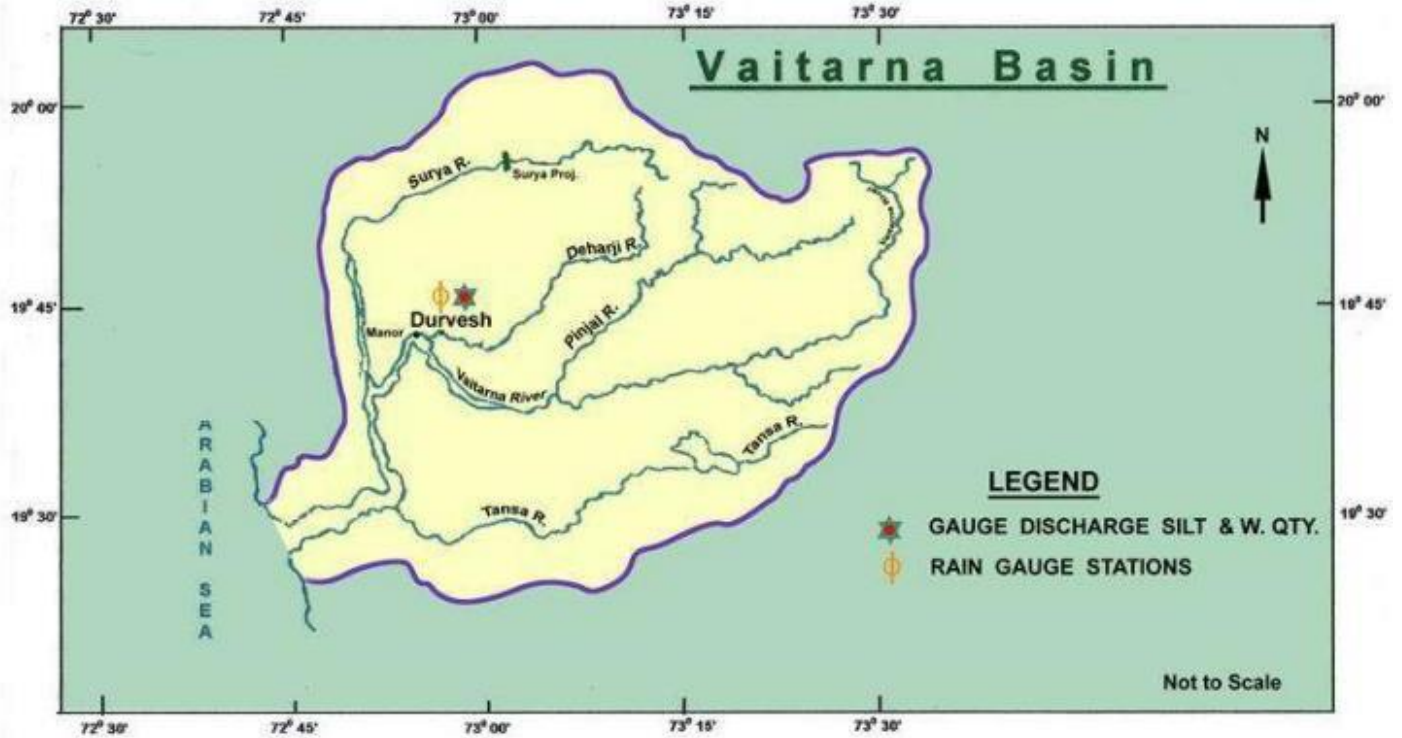 72° 30' 72° 45' 73° 00' 73° 15' 73° 30'
Vaitarna Basin
20° 00' 20° 00'
N
Surya R.
Surya Proj.
Deharji R.
19° 45' 19° 45'
Durvesh
Manor
Pinjal R.
Vaitarna River
ARABIAN SEA
Tansa R.
LEGEND
19° 30' 19° 30'
Tansa R.
GAUGE DISCHARGE SILT & W. QTY.
RAIN GAUGE STATIONS
Not to Scale
72° 30' 72° 45' 73° 00' 73° 15' 73° 30'